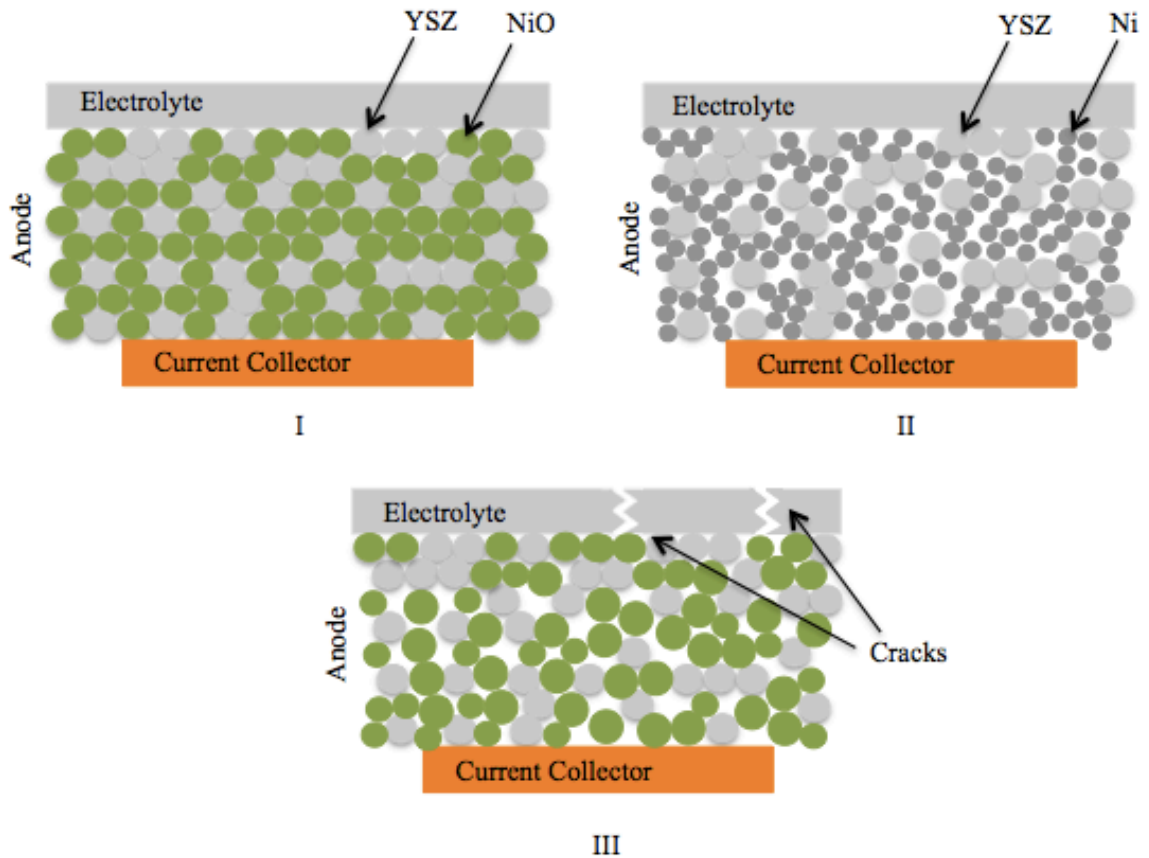 YSZ NiO
Electrolyte
Anode
Current Collector
I
YSZ Ni
Electrolyte
Anode
Current Collector
II
Electrolyte
Anode
Cracks
Current Collector
III